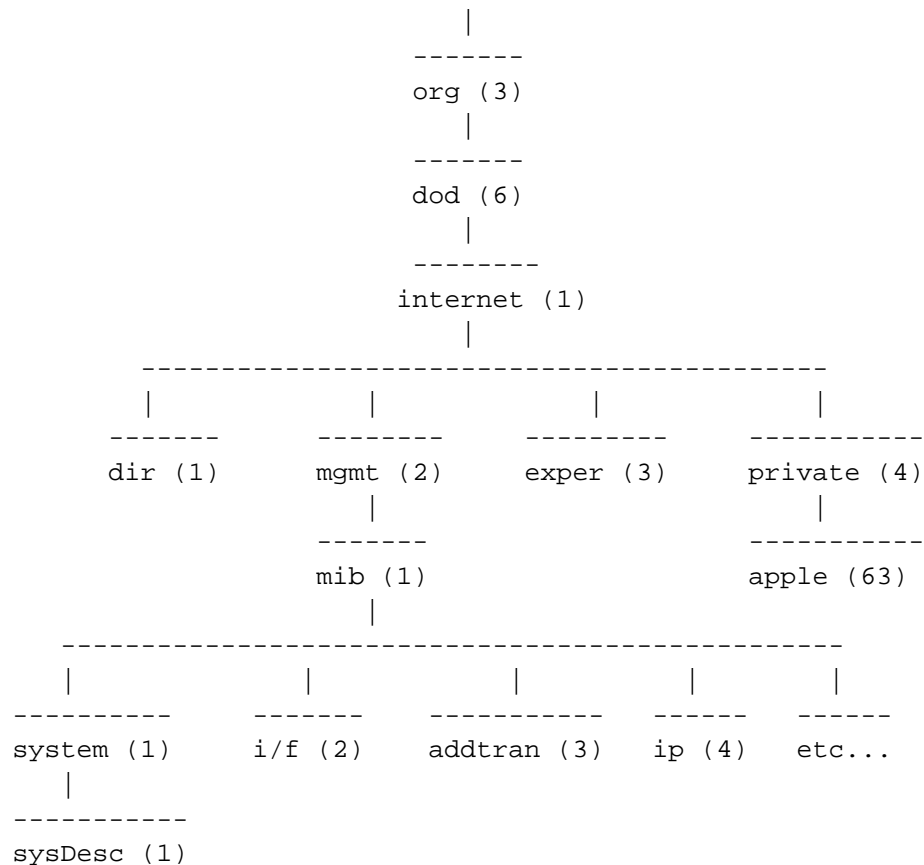 org (3)
dod (6)
internet (1)
dir (1) mgmt (2) exper (3) private (4)
mib (1) apple (63)
system (1) i/f (2) addtran (3) ip (4) etc...
sysDesc (1)